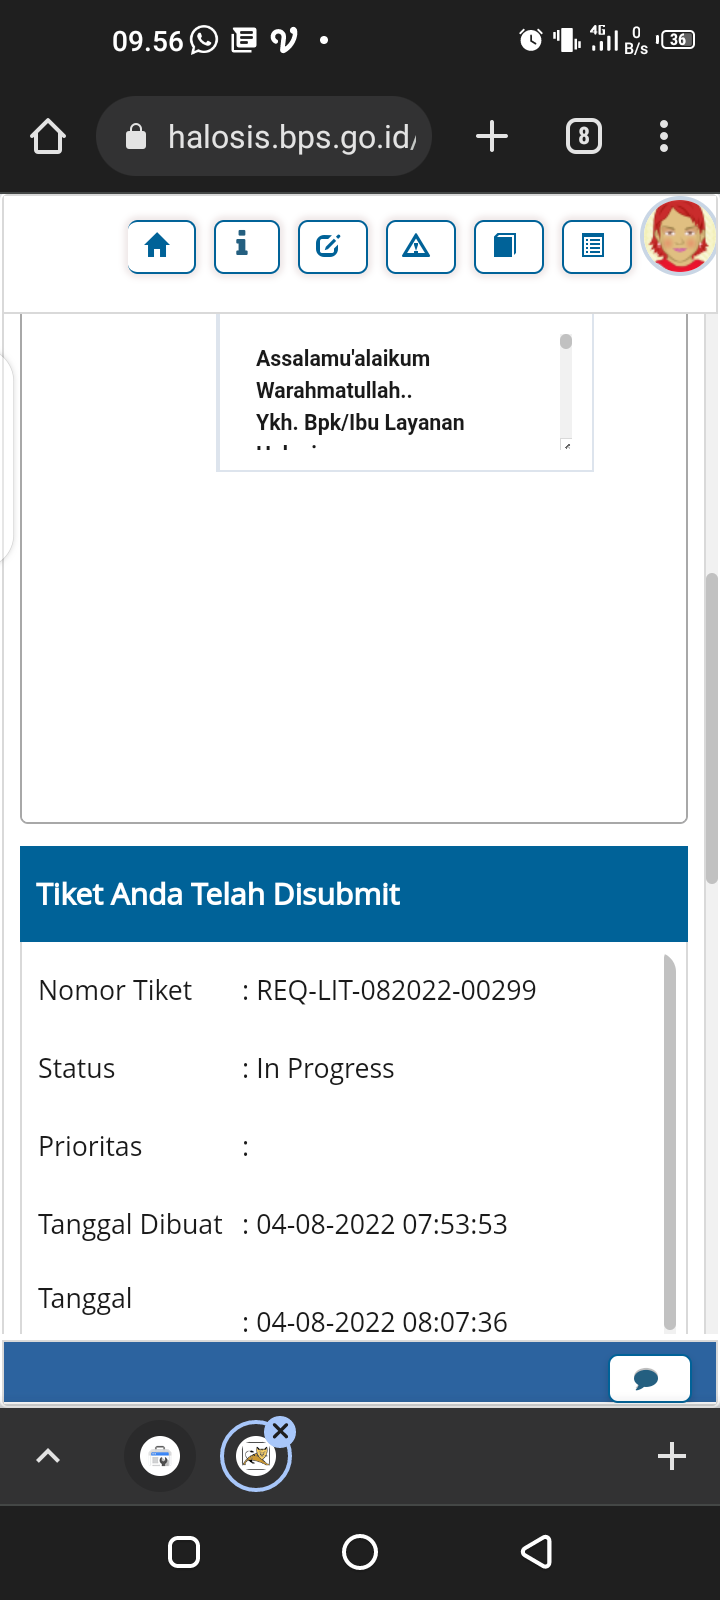 09.56
4G 0 B/s 36
halosis.bps.go.id/
8
Assalamu'alaikum
Warahmatullah..
Ykh. Bpk/Ibu Layanan
Tiket Anda Telah Disubmit
Nomor Tiket : REQ-LIT-082022-00299
Status : In Progress
Prioritas :
Tanggal Dibuat : 04-08-2022 07:53:53
Tanggal
: 04-08-2022 08:07:36